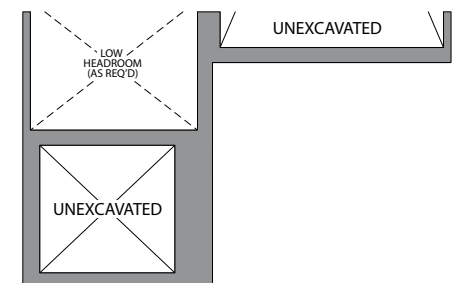 UNEXCAVATED
LOW
HEADROOM
(AS REQ'D)
UNEXCAVATED